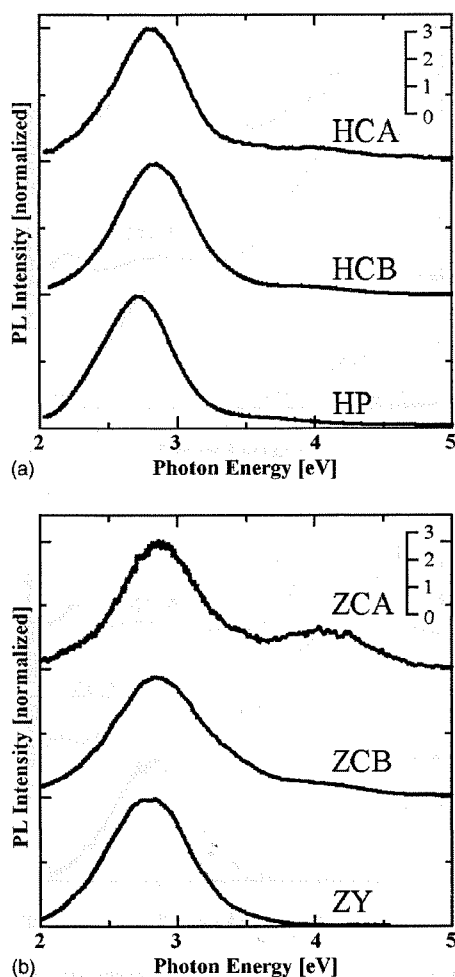 3
2
1
0
HCA
HCB
HP
PL Intensity [normalized]
2 3 4 5
(a) Photon Energy [eV]
3
2
1
0
ZCA
ZCB
ZY
PL Intensity [normalized]
2 3 4 5
(b) Photon Energy [eV]